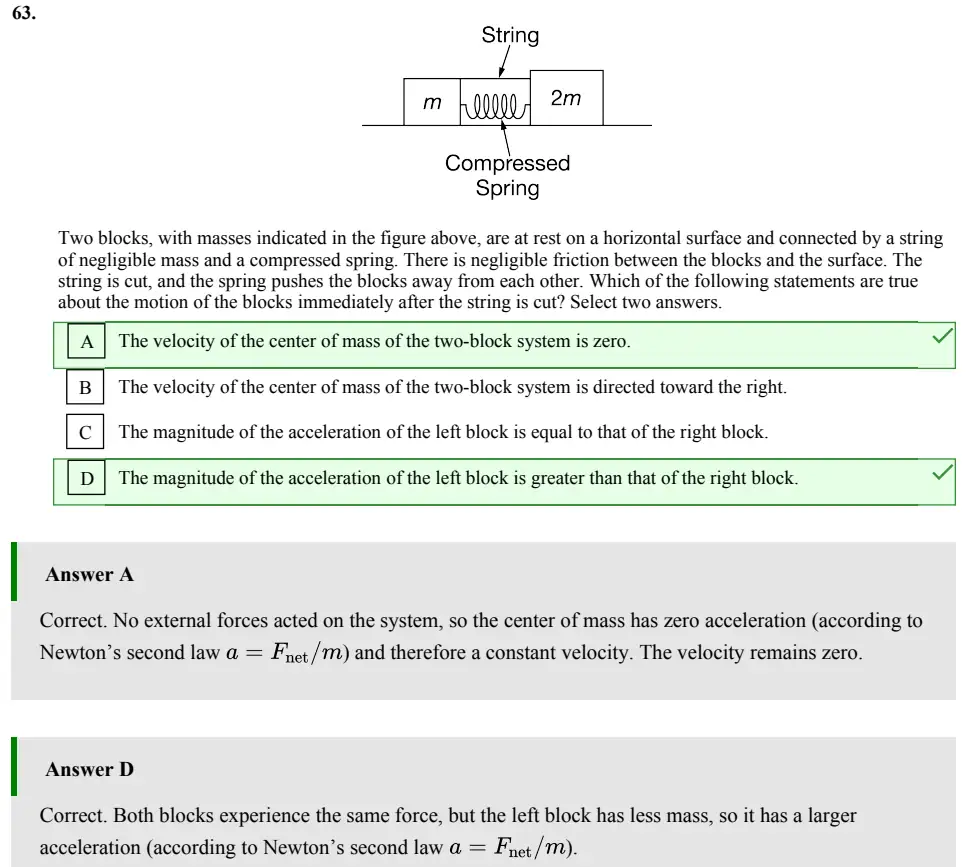 63.
String
m
2m
Compressed
Spring
Two blocks, with masses indicated in the figure above, are at rest on a horizontal surface and connected by a string
of negligible mass and a compressed spring. There is negligible friction between the blocks and the surface. The
string is cut, and the spring pushes the blocks away from each other. Which of the following statements are true
about the motion of the blocks immediately after the string is cut? Select two answers.
A The velocity of the center of mass of the two-block system is zero.
B The velocity of the center of mass of the two-block system is directed toward the right.
C The magnitude of the acceleration of the left block is equal to that of the right block.
D The magnitude of the acceleration of the left block is greater than that of the right block.
Answer A
Correct. No external forces acted on the system, so the center of mass has zero acceleration (according to
Newton’s second law a = Fnet/m) and therefore a constant velocity. The velocity remains zero.
Answer D
Correct. Both blocks experience the same force, but the left block has less mass, so it has a larger
acceleration (according to Newton’s second law a = Fnet/m).